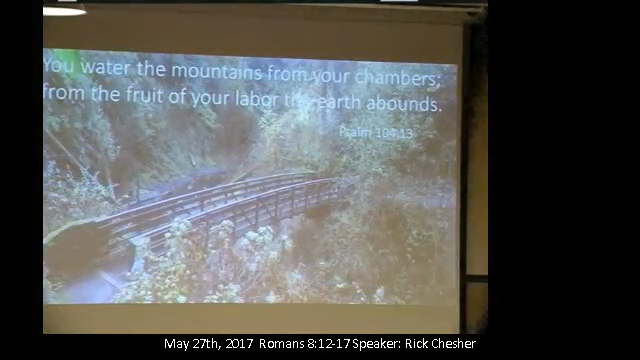 You water the mountains from your chambers;
from the fruit of your labor the earth abounds.
Psalm 104.13
May 27th, 2017 Romans 8:12-17 Speaker: Rick Chesher